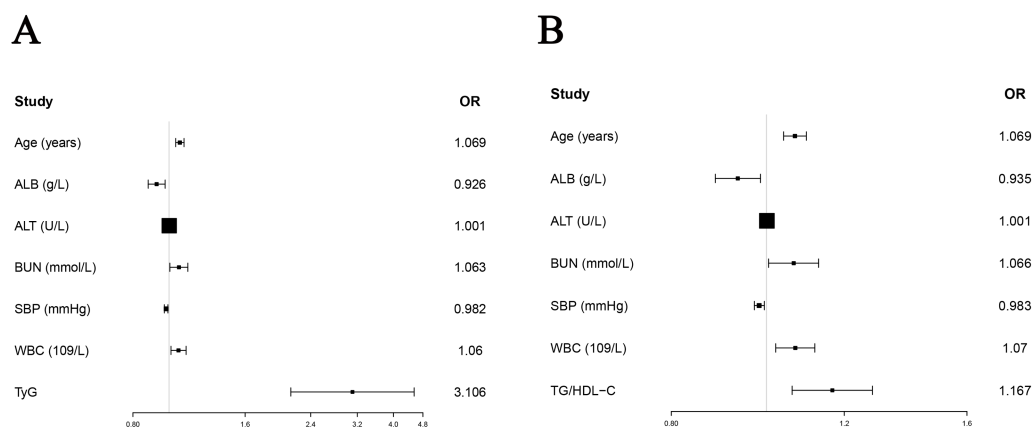 A
Study OR
Age (years) 1.069
ALB (g/L) 0.926
ALT (U/L) 1.001
BUN (mmol/L) 1.063
SBP (mmHg) 0.982
WBC (109/L) 1.06
TyG 3.106
0.80 1.6 2.4 3.2 4.0 4.8
B
Study OR
Age (years) 1.069
ALB (g/L) 0.935
ALT (U/L) 1.001
BUN (mmol/L) 1.066
SBP (mmHg) 0.983
WBC (109/L) 1.07
TG/HDL−C 1.167
0.80 1.2 1.6